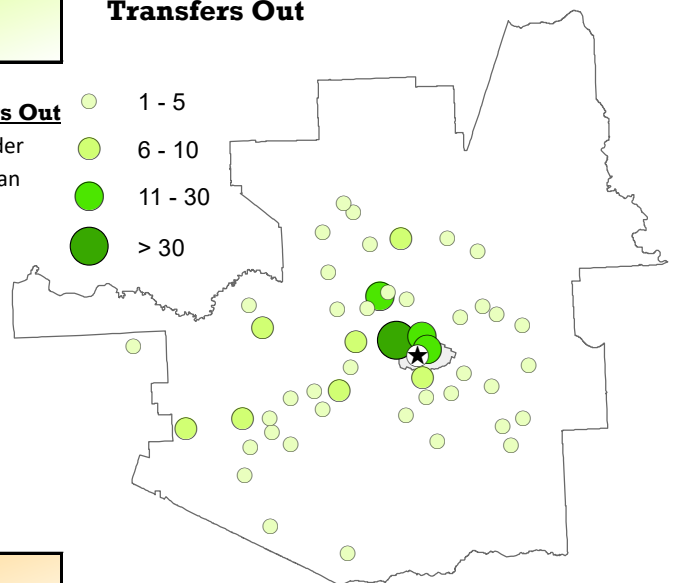 Transfers Out
s Out
der
an
1 - 5
6 - 10
11 - 30
> 30